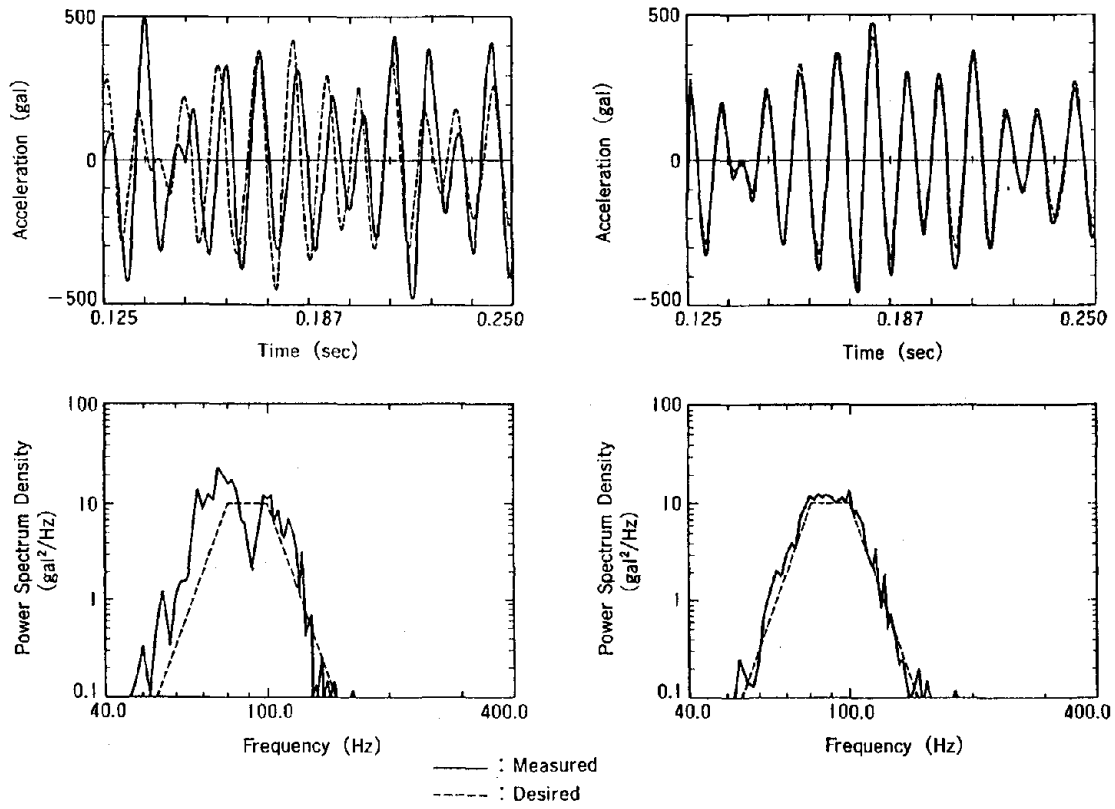 500
0
−500
Acceleration (gal)
0.125
0.187
0.250
Time (sec)
500
0
−500
Acceleration (gal)
0.125
0.187
0.250
Time (sec)
100
10
1
0.1
Power Spectrum Density
(gal²/Hz)
40.0
100.0
400.0
Frequency (Hz)
100
10
1
0.1
Power Spectrum Density
(gal²/Hz)
40.0
100.0
400.0
Frequency (Hz)
: Measured
: Desired